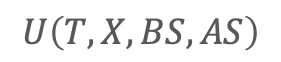 U(T, X, BS, AS)